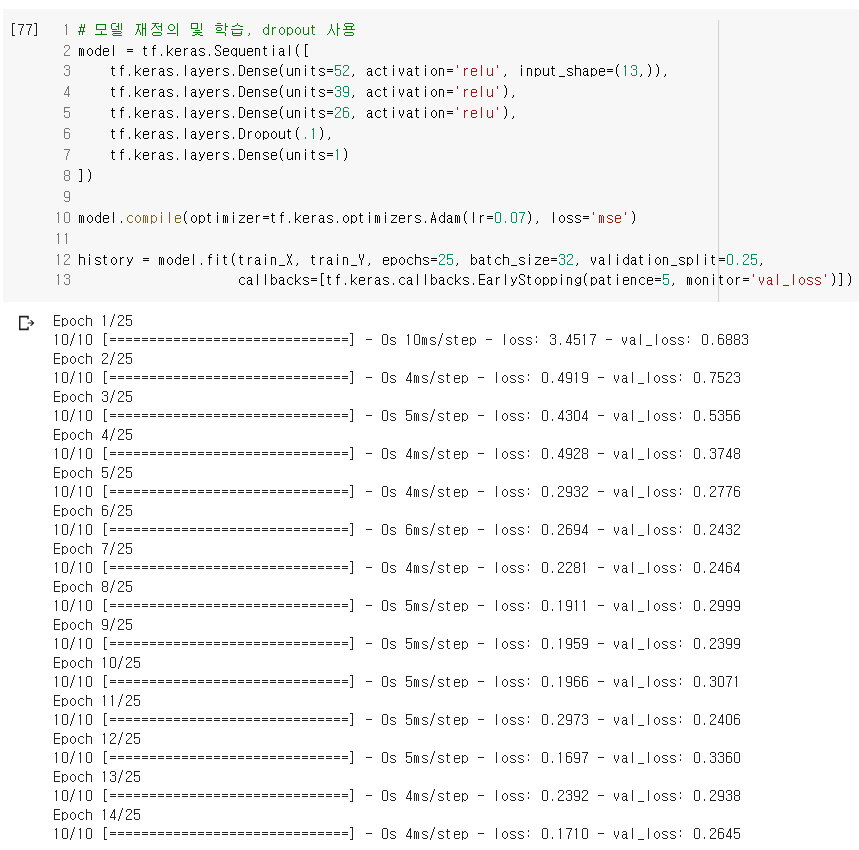 [77] 1 # 모델 재정의 및 학습, dropout 사용
2 model = tf.keras.Sequential([
3     tf.keras.layers.Dense(units=52, activation='relu', input_shape=(13,)),
4     tf.keras.layers.Dense(units=39, activation='relu'),
5     tf.keras.layers.Dense(units=26, activation='relu'),
6     tf.keras.layers.Dropout(.1),
7     tf.keras.layers.Dense(units=1)
8 ])
9
10 model.compile(optimizer=tf.keras.optimizers.Adam(lr=0.07), loss='mse')
11
12 history = model.fit(train_X, train_Y, epochs=25, batch_size=32, validation_split=0.25,
13                     callbacks=[tf.keras.callbacks.EarlyStopping(patience=5, monitor='val_loss')])
Epoch 1/25
10/10 [==============================] - 0s 10ms/step - loss: 3.4517 - val_loss: 0.6883
Epoch 2/25
10/10 [==============================] - 0s 4ms/step - loss: 0.4919 - val_loss: 0.7523
Epoch 3/25
10/10 [==============================] - 0s 5ms/step - loss: 0.4304 - val_loss: 0.5356
Epoch 4/25
10/10 [==============================] - 0s 4ms/step - loss: 0.4928 - val_loss: 0.3748
Epoch 5/25
10/10 [==============================] - 0s 4ms/step - loss: 0.2932 - val_loss: 0.2776
Epoch 6/25
10/10 [==============================] - 0s 6ms/step - loss: 0.2694 - val_loss: 0.2432
Epoch 7/25
10/10 [==============================] - 0s 4ms/step - loss: 0.2281 - val_loss: 0.2464
Epoch 8/25
10/10 [==============================] - 0s 5ms/step - loss: 0.1911 - val_loss: 0.2999
Epoch 9/25
10/10 [==============================] - 0s 5ms/step - loss: 0.1959 - val_loss: 0.2399
Epoch 10/25
10/10 [==============================] - 0s 5ms/step - loss: 0.1966 - val_loss: 0.3071
Epoch 11/25
10/10 [==============================] - 0s 5ms/step - loss: 0.2973 - val_loss: 0.2406
Epoch 12/25
10/10 [==============================] - 0s 5ms/step - loss: 0.1697 - val_loss: 0.3360
Epoch 13/25
10/10 [==============================] - 0s 4ms/step - loss: 0.2392 - val_loss: 0.2938
Epoch 14/25
10/10 [==============================] - 0s 4ms/step - loss: 0.1710 - val_loss: 0.2645